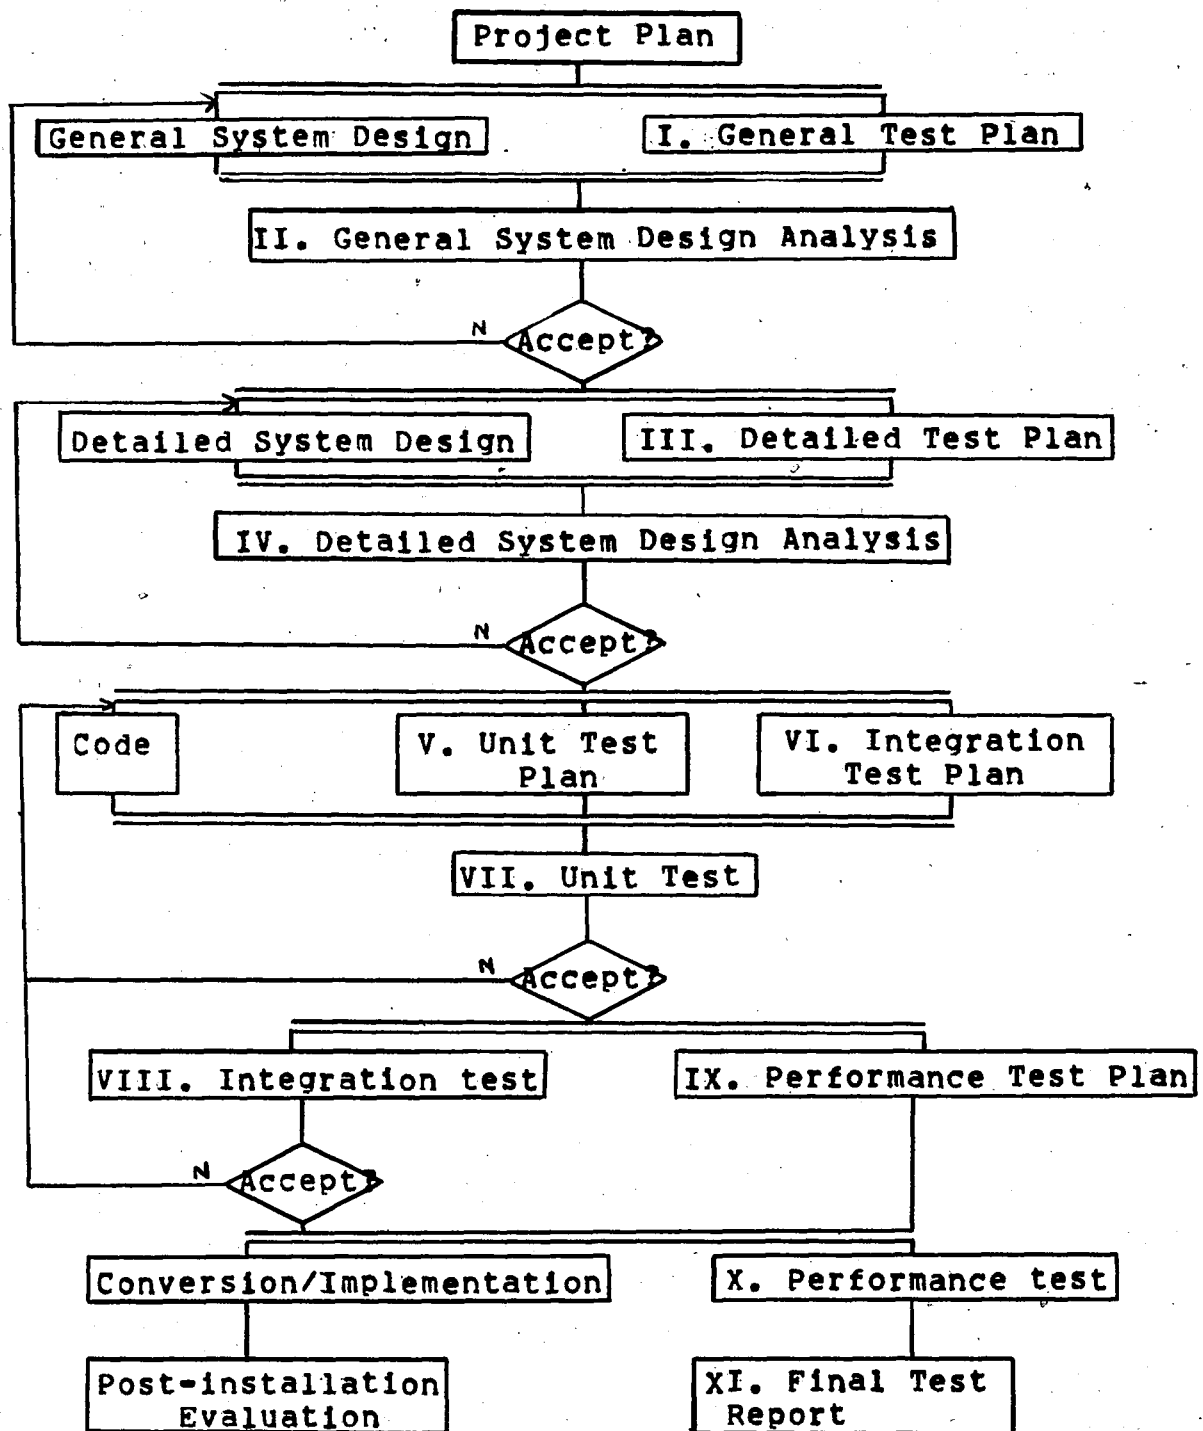 Project Plan
General System Design
I. General Test Plan
II. General System Design Analysis
N
Accept?
Detailed System Design
III. Detailed Test Plan
IV. Detailed System Design Analysis
N
Accept?
Code
V. Unit Test
Plan
VI. Integration
Test Plan
VII. Unit Test
N
Accept?
VIII. Integration test
IX. Performance Test Plan
N
Accept?
Conversion/Implementation
X. Performance test
Post-installation
Evaluation
XI. Final Test
Report